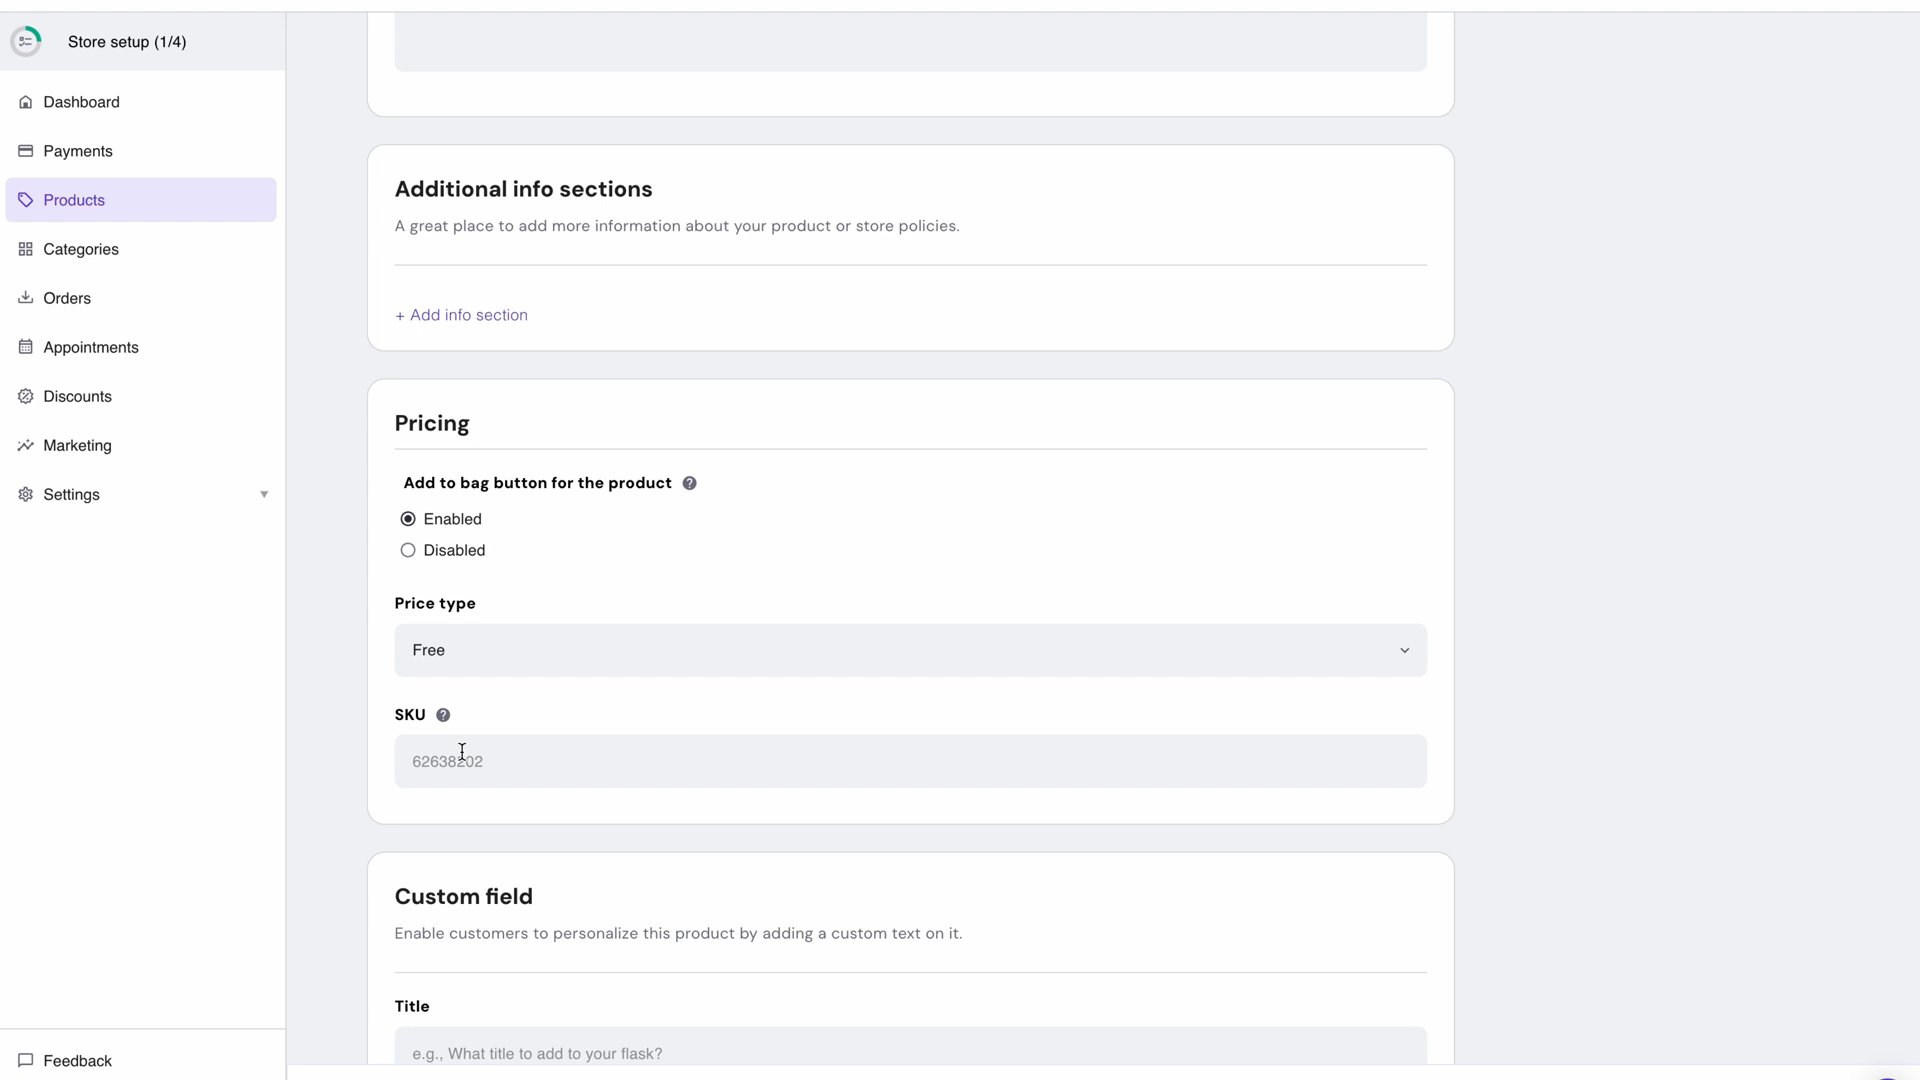 Store setup (1/4)
Dashboard
Payments
Products
Categories
Orders
Appointments
Discounts
Marketing
Settings
Feedback
Additional info sections
A great place to add more information about your product or store policies.
+ Add info section
Pricing
Add to bag button for the product
Enabled
Disabled
Price type
Free
SKU
62638202
Custom field
Enable customers to personalize this product by adding a custom text on it.
Title
e.g., What title to add to your flask?